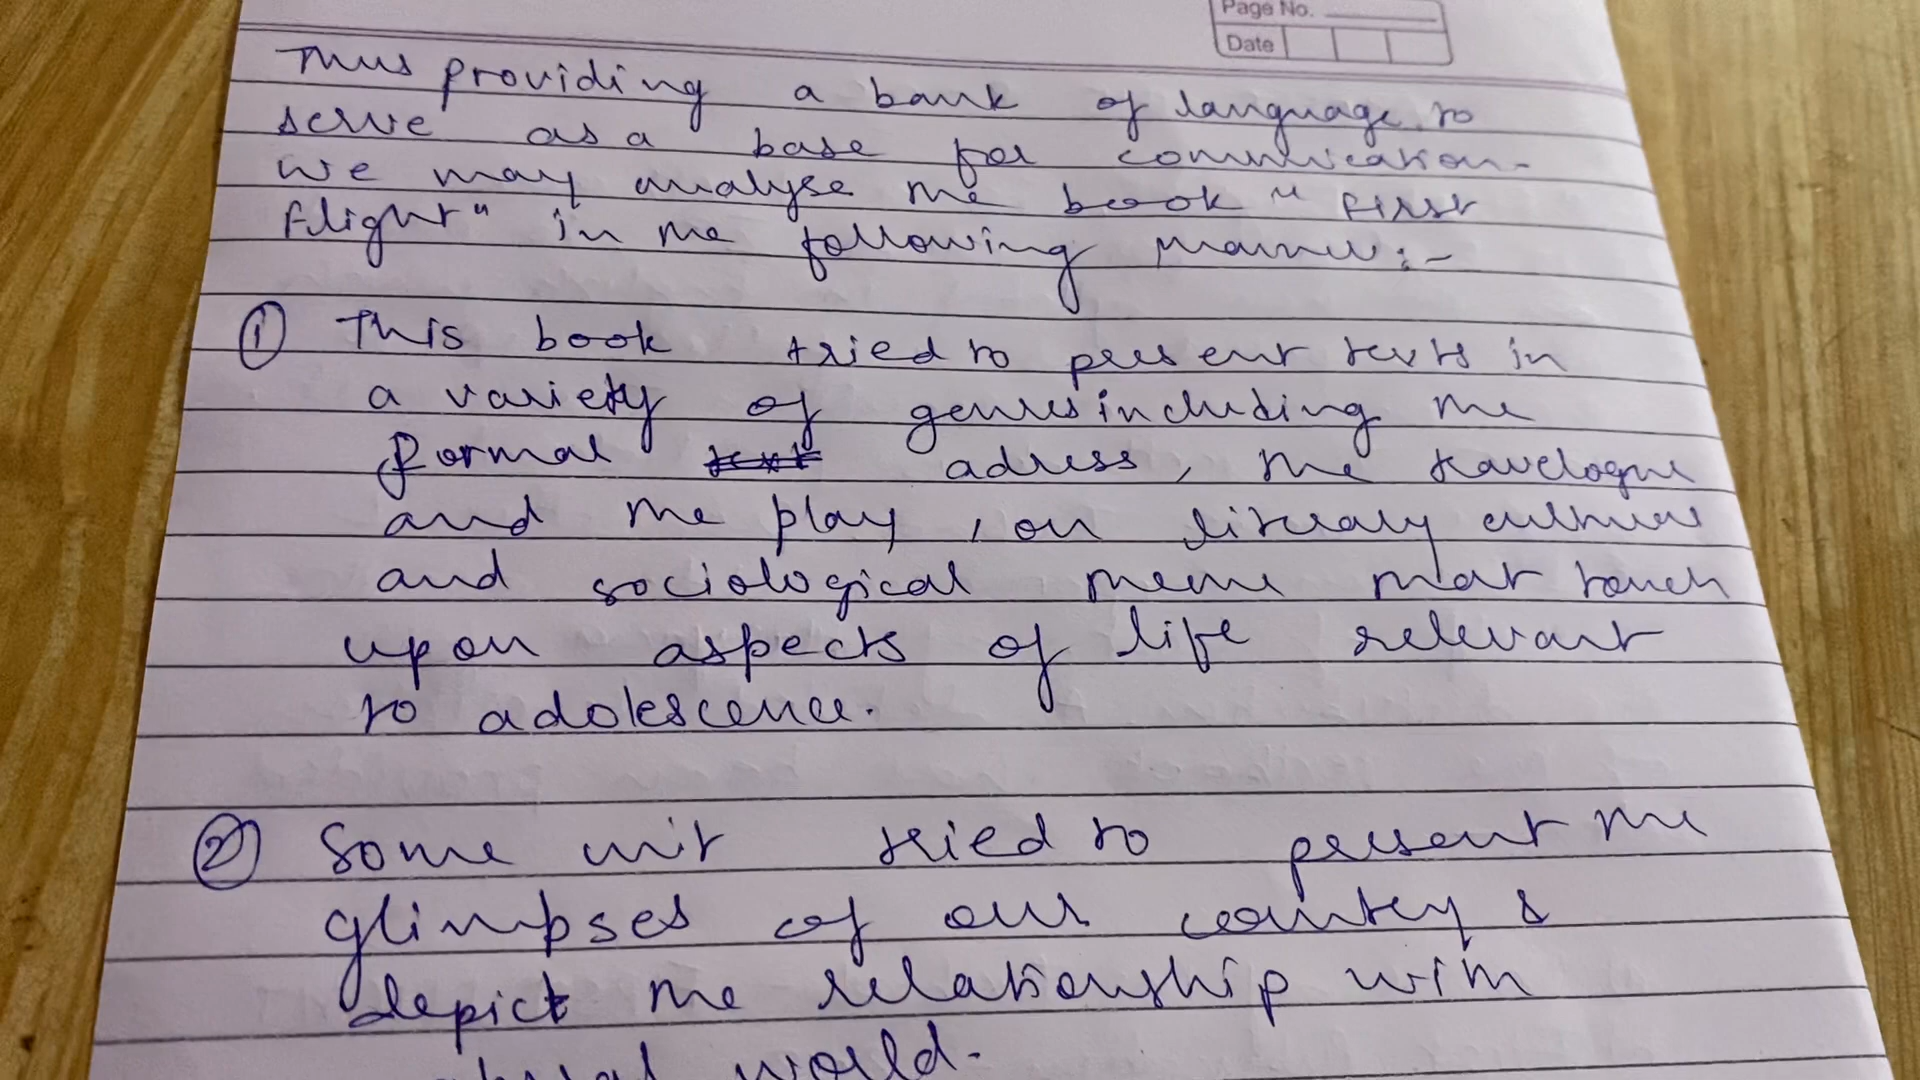 Page No.
Date
Thus providing a bank of language to
serve as a base for communication.
We may analyse the book "First
flight" in the following manner:-
① This book tried to present texts in
a variety of genres including the
formal adress, the travelogue
and the play, on literary cultural
and sociological theme that touch
upon aspects of life relevant
to adolescence.
② Some unit tried to present the
glimpses of our country &
depict the relationship with
world.